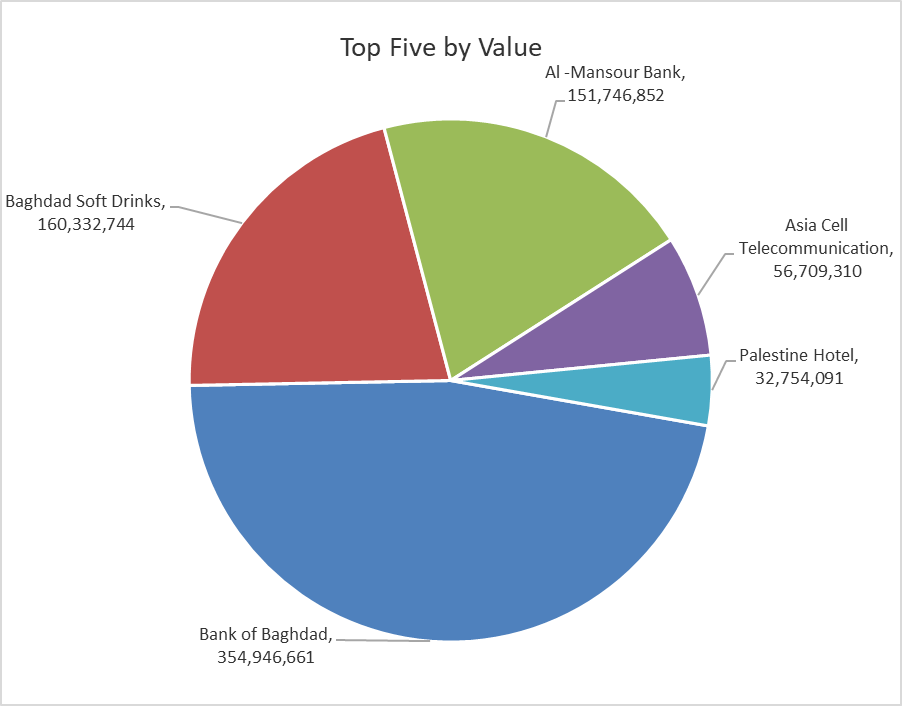 Top Five by Value
Al -Mansour Bank,
151,746,852
Baghdad Soft Drinks,
160,332,744
Asia Cell
Telecommunication,
56,709,310
Palestine Hotel,
32,754,091
Bank of Baghdad,
354,946,661